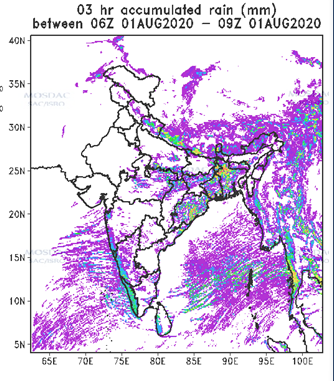 03 hr accumulated rain (mm)
between 06Z 01AUG2020 – 09Z 01AUG2020
40N
35N
30N
25N
20N
15N
10N
5N
65E 70E 75E 80E 85E 90E 95E 100E
MOSDAC